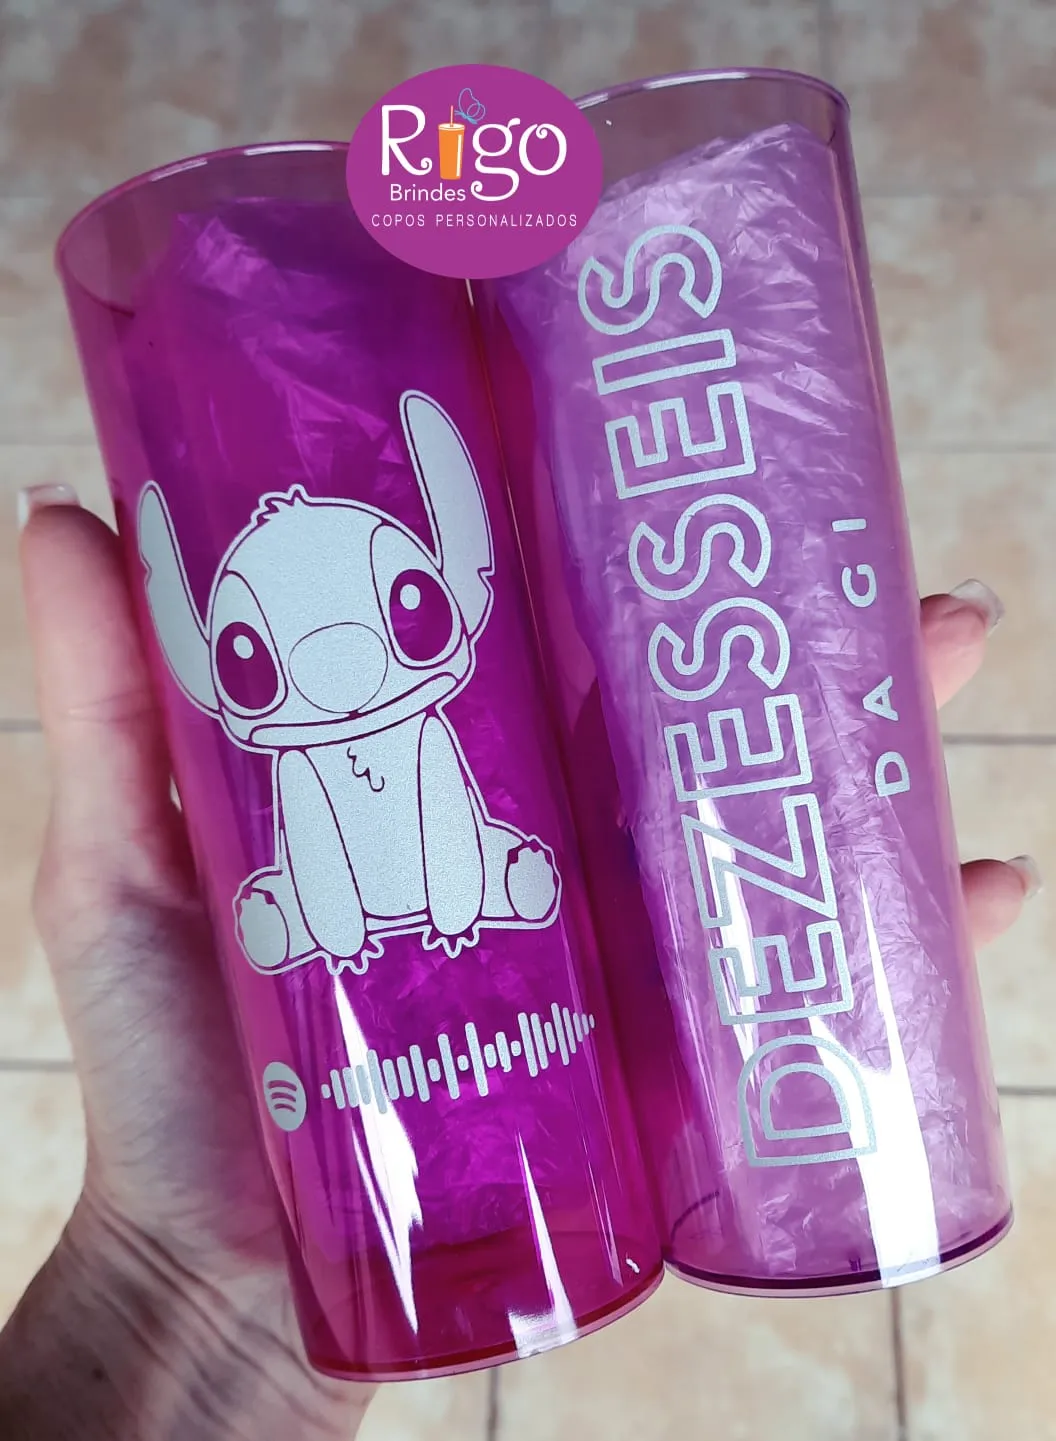 Rigo
Brindes
COPOS PERSONALIZADOS
DEZESSEIS
DA GI